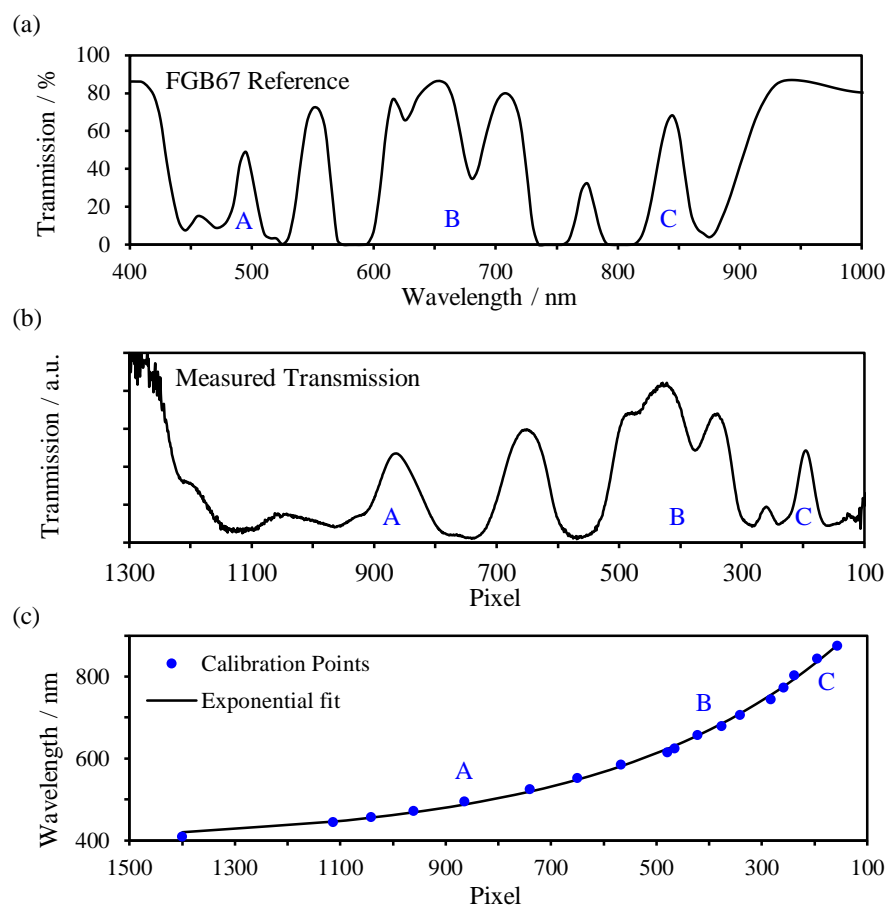 (a)
Tranmission / %
100
80
60
40
20
0
FGB67 Reference
A
B
C
400 500 600 700 800 900 1000
Wavelength / nm
(b)
Tranmission / a.u.
Measured Transmission
A
B
C
1300 1100 900 700 500 300 100
Pixel
(c)
Wavelength / nm
800
600
400
Calibration Points
Exponential fit
A
B
C
1500 1300 1100 900 700 500 300 100
Pixel